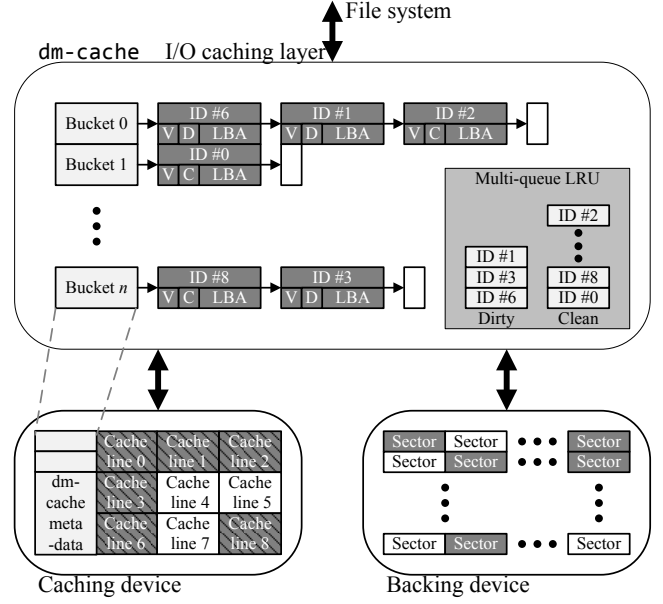 File system
dm-cache I/O caching layer
Bucket 0
ID #6
V D LBA
ID #1
V D LBA
ID #2
V C LBA
Bucket 1
ID #0
V C LBA
Bucket n
ID #8
V C LBA
ID #3
V D LBA
Multi-queue LRU
ID #1
ID #3
ID #6
Dirty
ID #2
ID #8
ID #0
Clean
dm-
cache
meta
-data
Cache
line 0
Cache
line 1
Cache
line 2
Cache
line 3
Cache
line 4
Cache
line 5
Cache
line 6
Cache
line 7
Cache
line 8
Caching device
Sector Sector Sector
Sector Sector Sector
Sector Sector Sector
Backing device